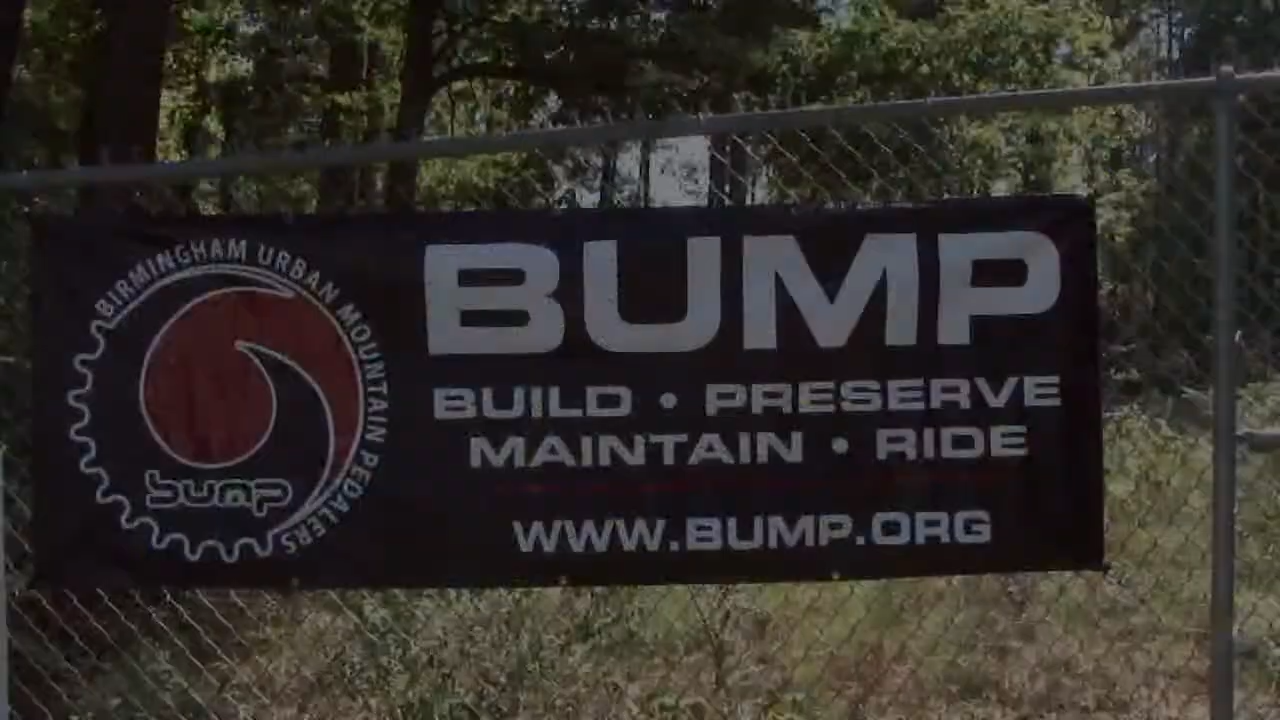 BIRMINGHAM URBAN MOUNTAIN PEDALERS
bump
BUMP
BUILD • PRESERVE
MAINTAIN • RIDE
WWW.BUMP.ORG